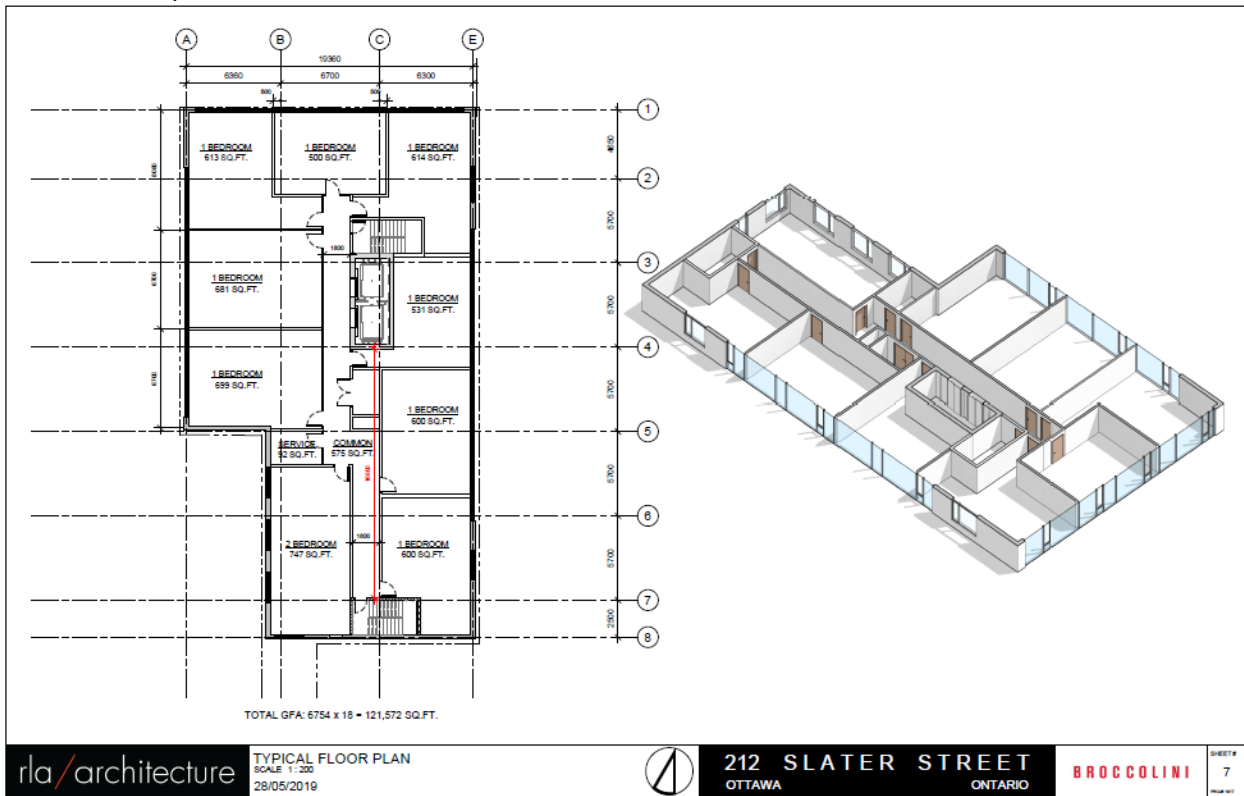 A B C E
19360
6360 6700 6300
500 500
1
1 BEDROOM 1 BEDROOM 1 BEDROOM
613 SQ.FT. 500 SQ.FT. 614 SQ.FT.
4650
2
5700
1800
3
1 BEDROOM
681 SQ.FT.
1 BEDROOM
531 SQ.FT.
5700
4
1 BEDROOM
699 SQ.FT.
5700
1 BEDROOM
600 SQ.FT.
5
SERVICE COMMON
92 SQ.FT. 575 SQ.FT.
5700
6
2 BEDROOM 1800 1 BEDROOM
747 SQ.FT. 600 SQ.FT.
5700
7
2500
8
TOTAL GFA: 6754 x 18 = 121,572 SQ.FT.
rla/architecture
TYPICAL FLOOR PLAN
SCALE 1 : 200
28/05/2019
212 SLATER STREET
OTTAWA ONTARIO
BROCCOLINI
SHEET#
7